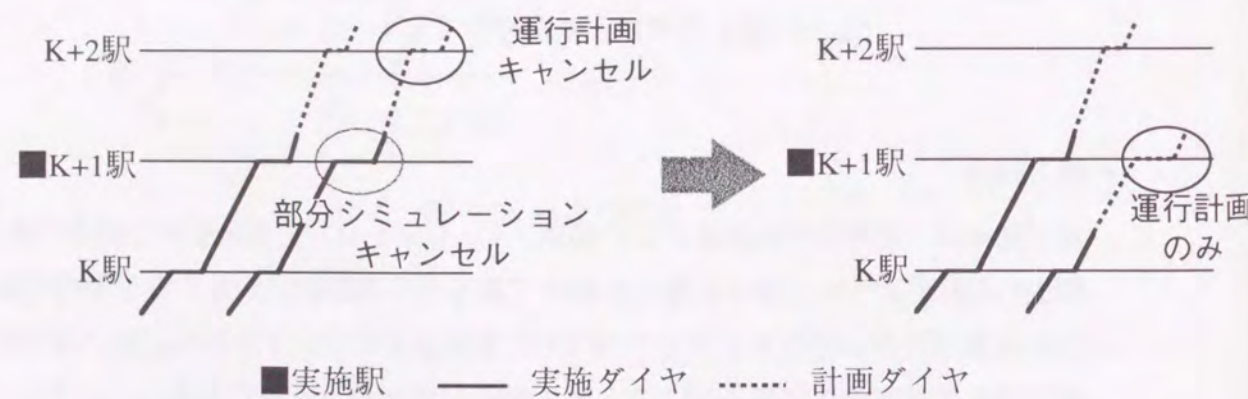 K+2駅
運行計画
キャンセル
■K+1駅
部分シミュレーション
キャンセル
K駅
K+2駅
■K+1駅
運行計画
のみ
K駅
■実施駅 実施ダイヤ 計画ダイヤ